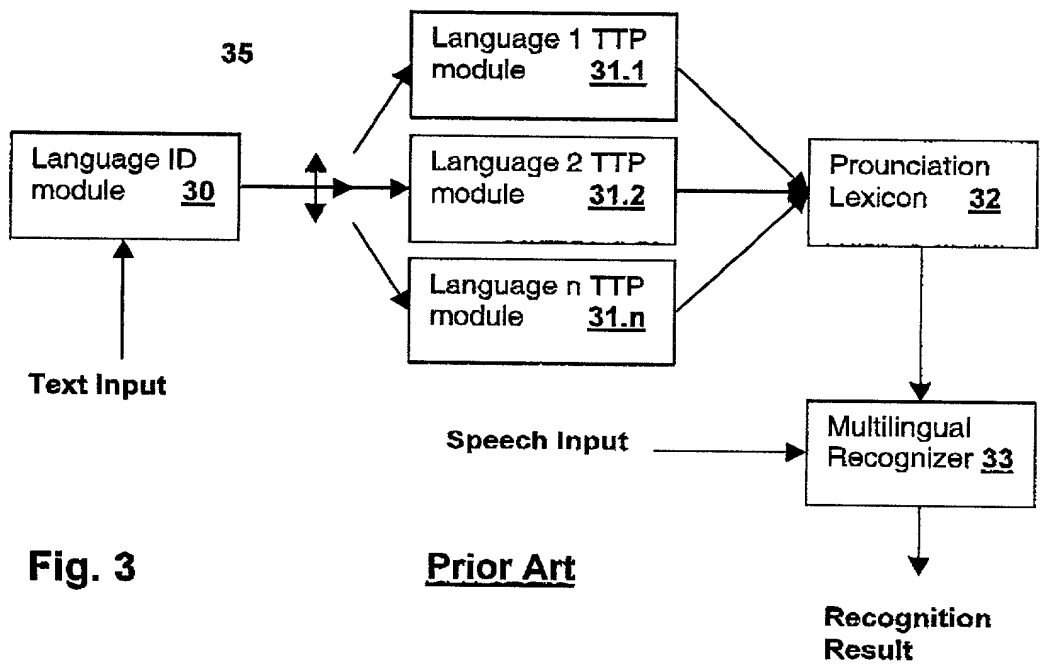 35
Language 1 TTP
module 31.1
Language ID
module 30
Language 2 TTP
module 31.2
Prounciation
Lexicon 32
Language n TTP
module 31.n
Text Input
Speech Input
Multilingual
Recognizer 33
Fig. 3
Prior Art
Recognition
Result